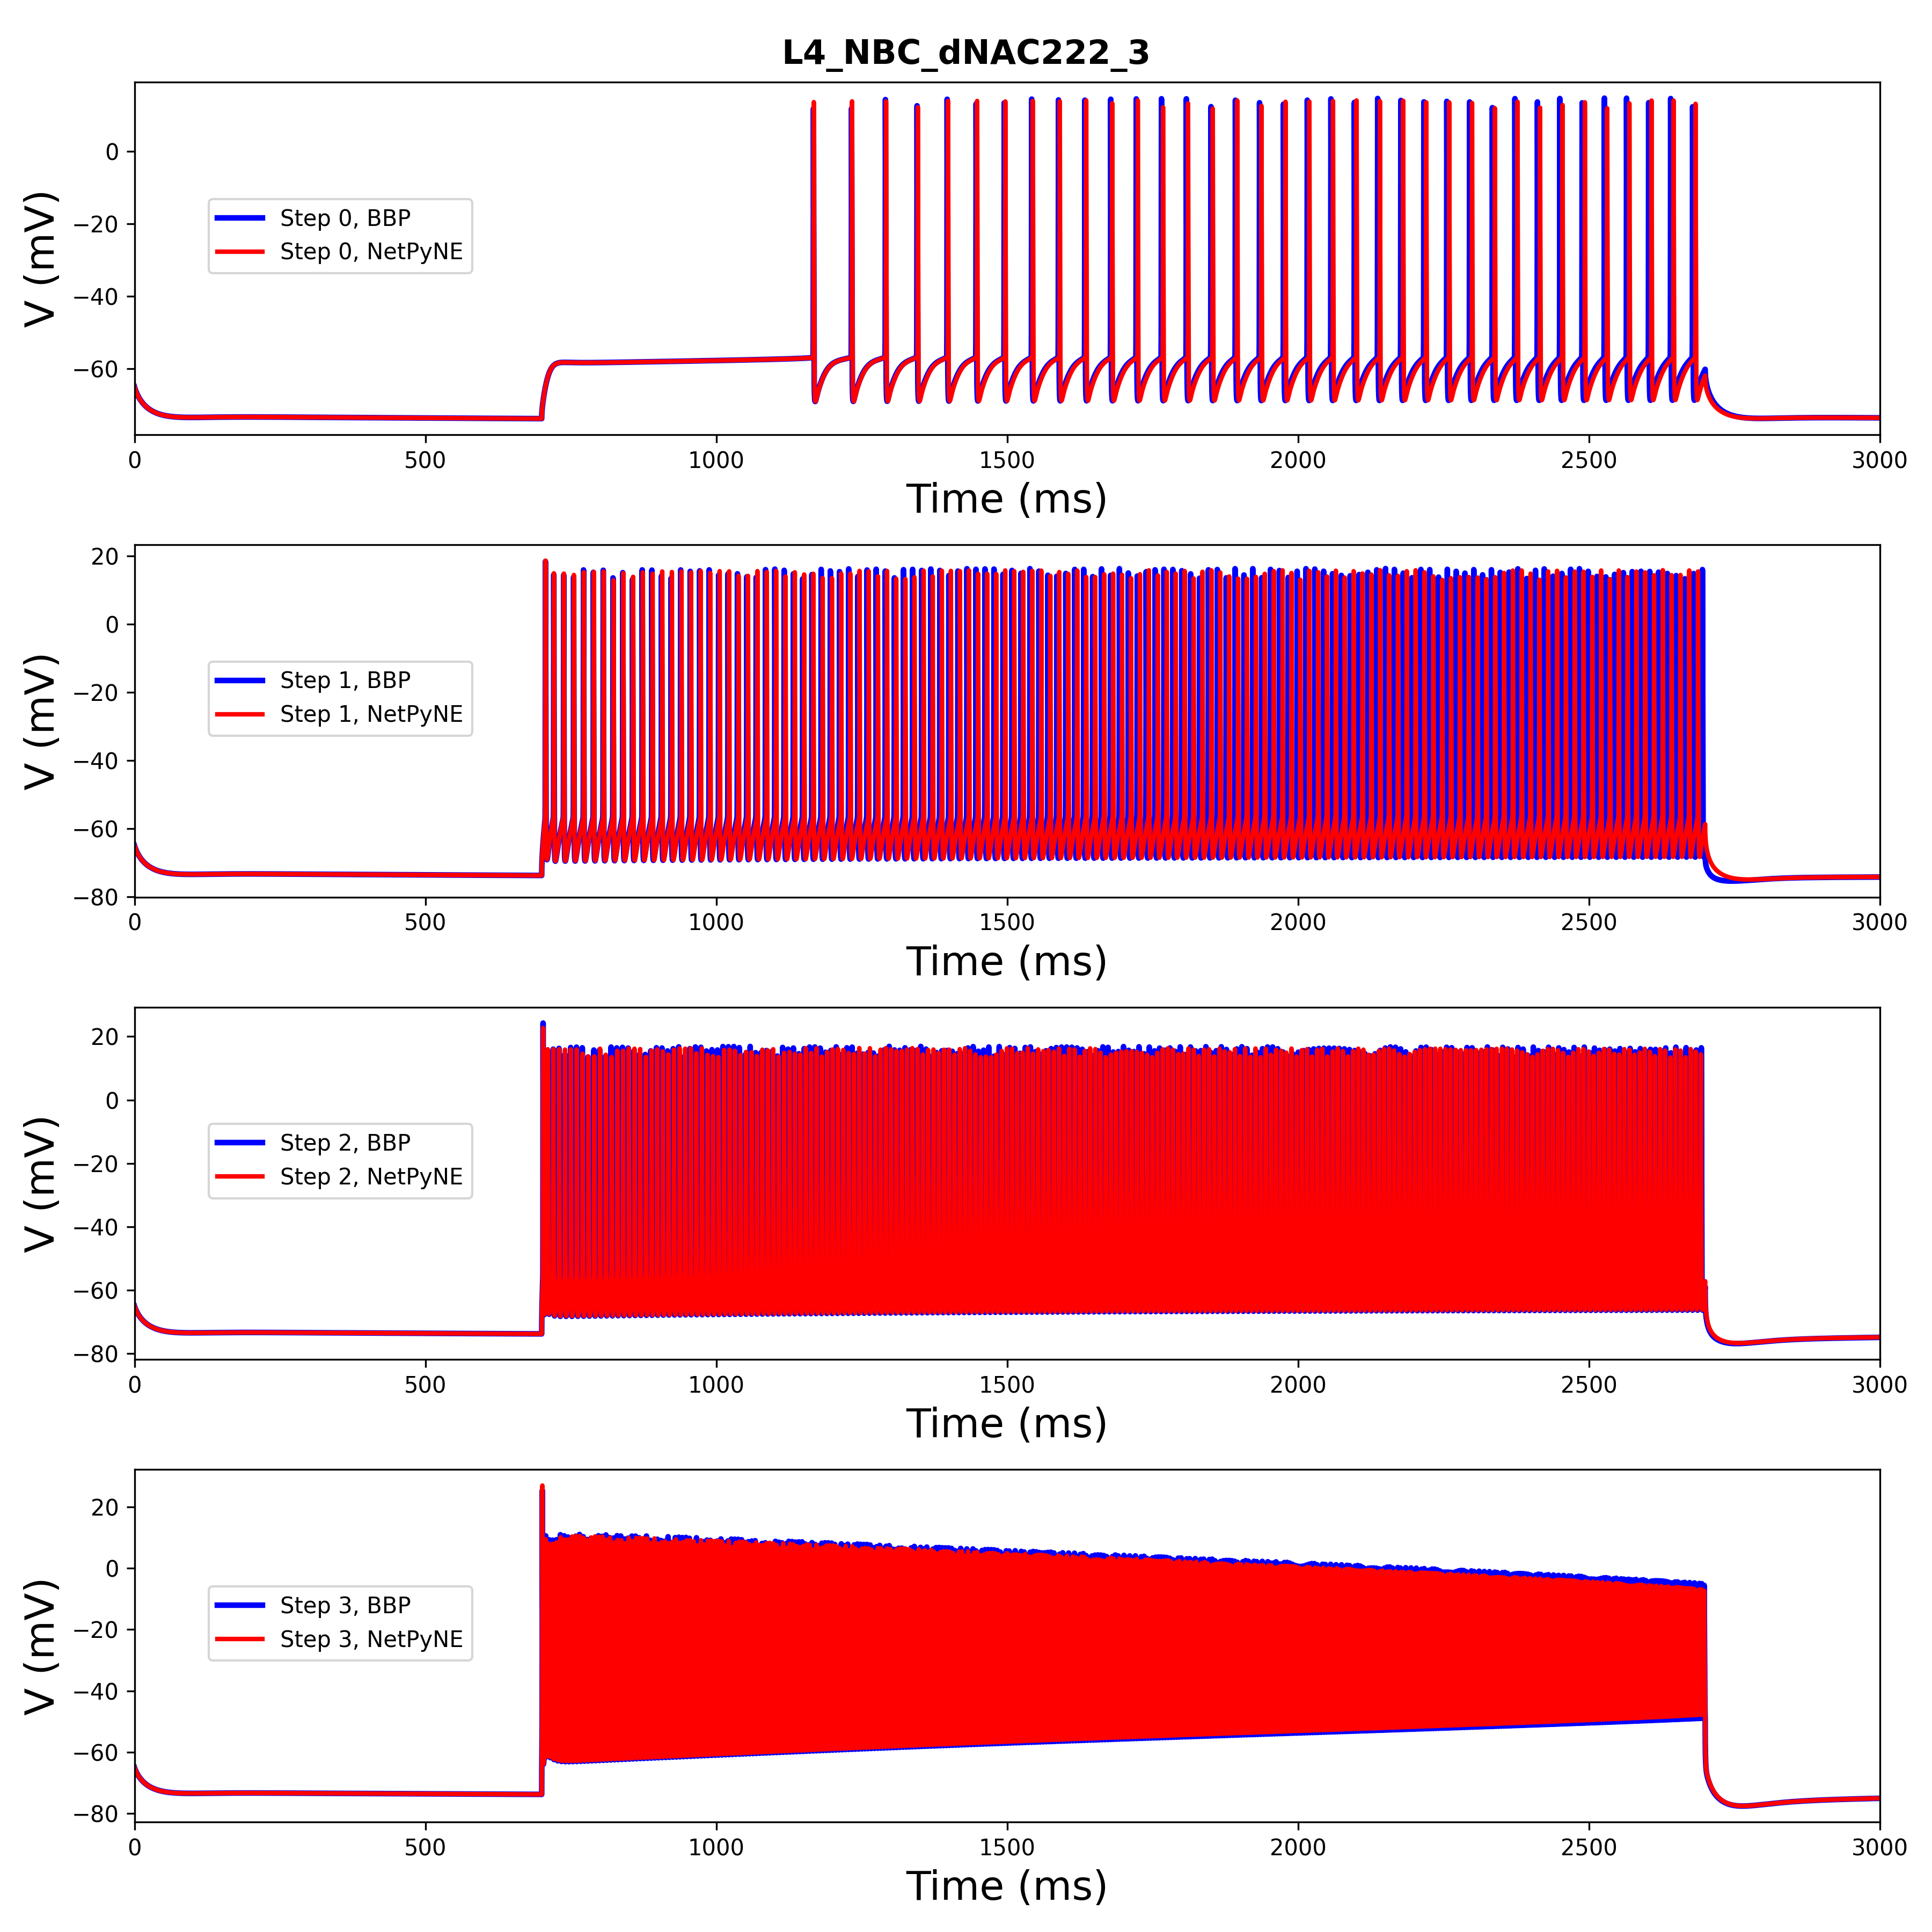 L4_NBC_dNAC222_3
0
−20
−40
−60
V (mV)
Step 0, BBP
Step 0, NetPyNE
0 500 1000 1500 2000 2500 3000
Time (ms)
20
0
−20
−40
−60
−80
V (mV)
Step 1, BBP
Step 1, NetPyNE
0 500 1000 1500 2000 2500 3000
Time (ms)
20
0
−20
−40
−60
−80
V (mV)
Step 2, BBP
Step 2, NetPyNE
0 500 1000 1500 2000 2500 3000
Time (ms)
20
0
−20
−40
−60
−80
V (mV)
Step 3, BBP
Step 3, NetPyNE
0 500 1000 1500 2000 2500 3000
Time (ms)